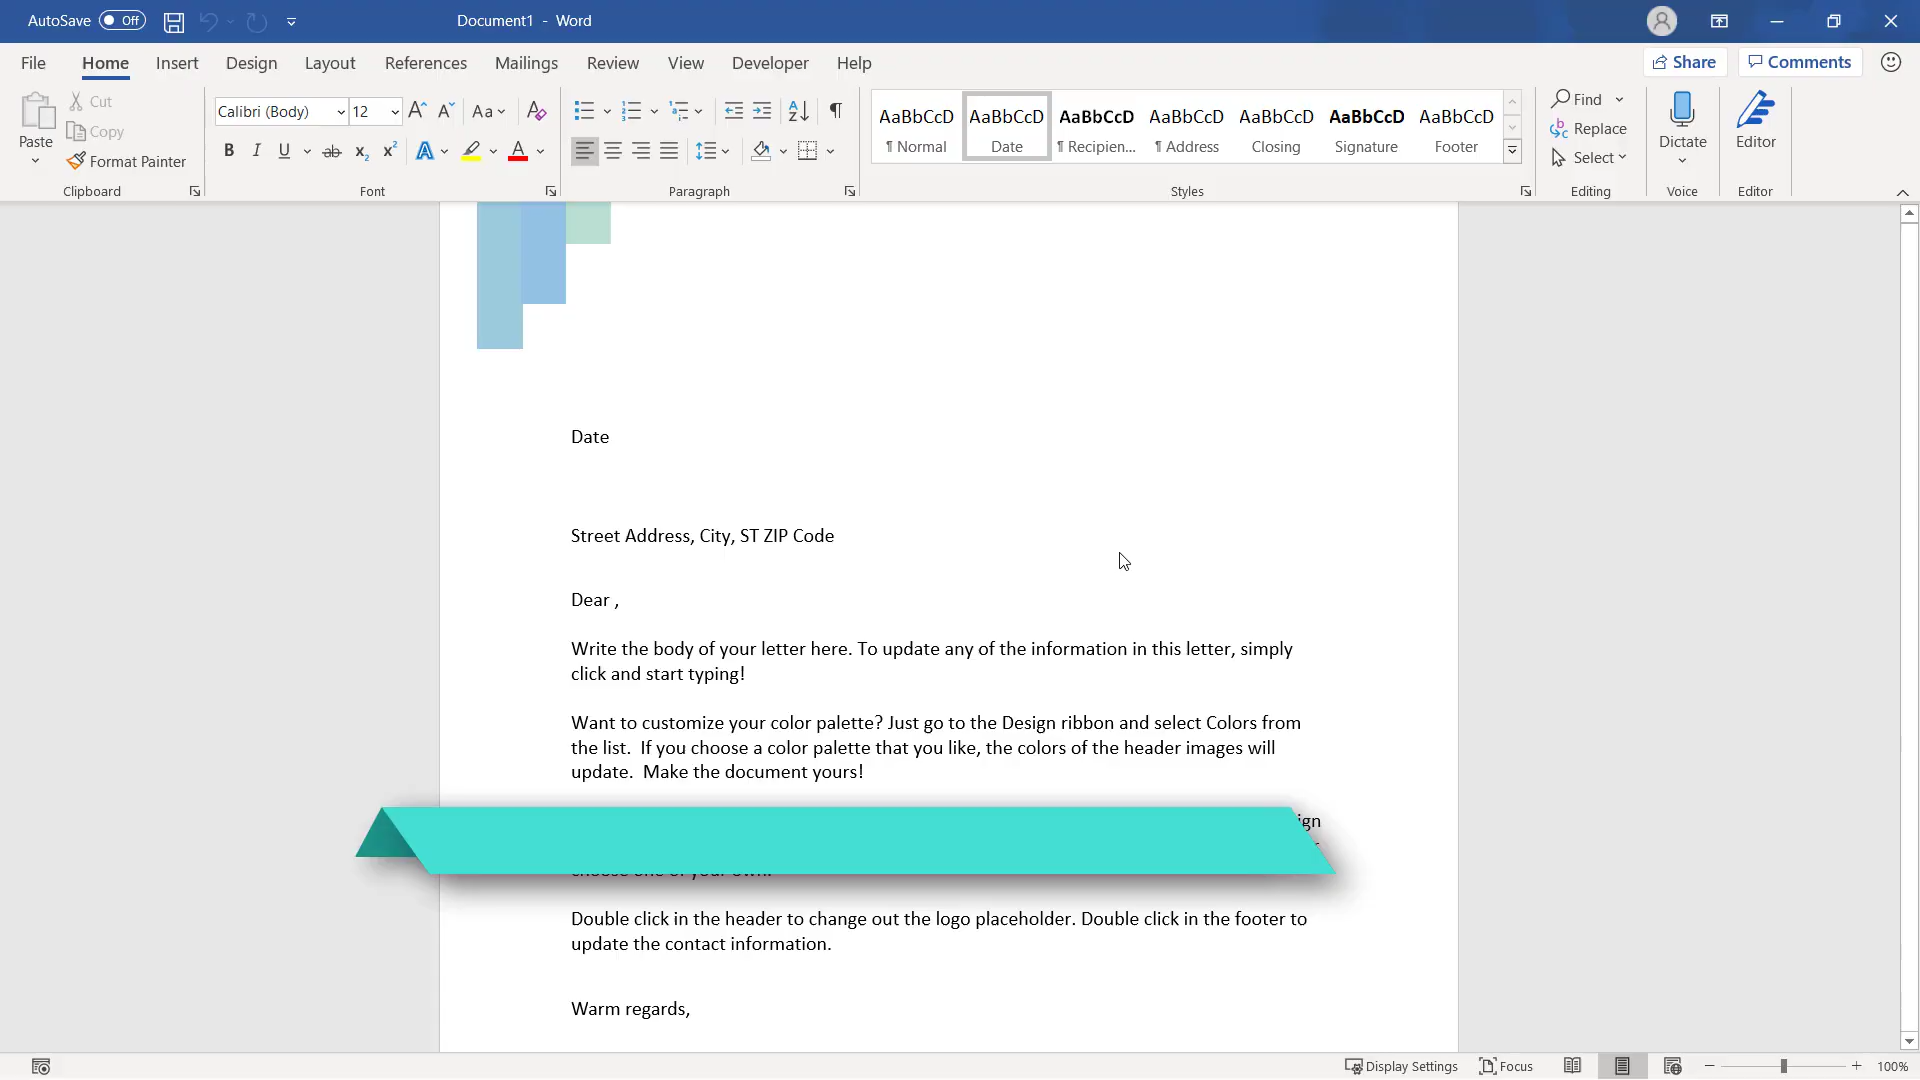 AutoSave Off
Document1 - Word
File Home Insert Design Layout References Mailings Review View Developer Help
Share Comments
Paste
Cut
Copy
Format Painter
Clipboard
Calibri (Body) 12
Aa
B I U ab x₂ x²
A A
Font
Paragraph
AaBbCcD AaBbCcD AaBbCcD AaBbCcD AaBbCcD AaBbCcD AaBbCcD
¶ Normal Date ¶ Recipien... ¶ Address Closing Signature Footer
Styles
Find
Replace
Select
Editing
Dictate
Voice
Editor
Editor
Date
Street Address, City, ST ZIP Code
Dear ,
Write the body of your letter here. To update any of the information in this letter, simply
click and start typing!
Want to customize your color palette? Just go to the Design ribbon and select Colors from
the list. If you choose a color palette that you like, the colors of the header images will
update. Make the document yours!
Double click in the header to change out the logo placeholder. Double click in the footer to
update the contact information.
Warm regards,
Display Settings Focus 100%